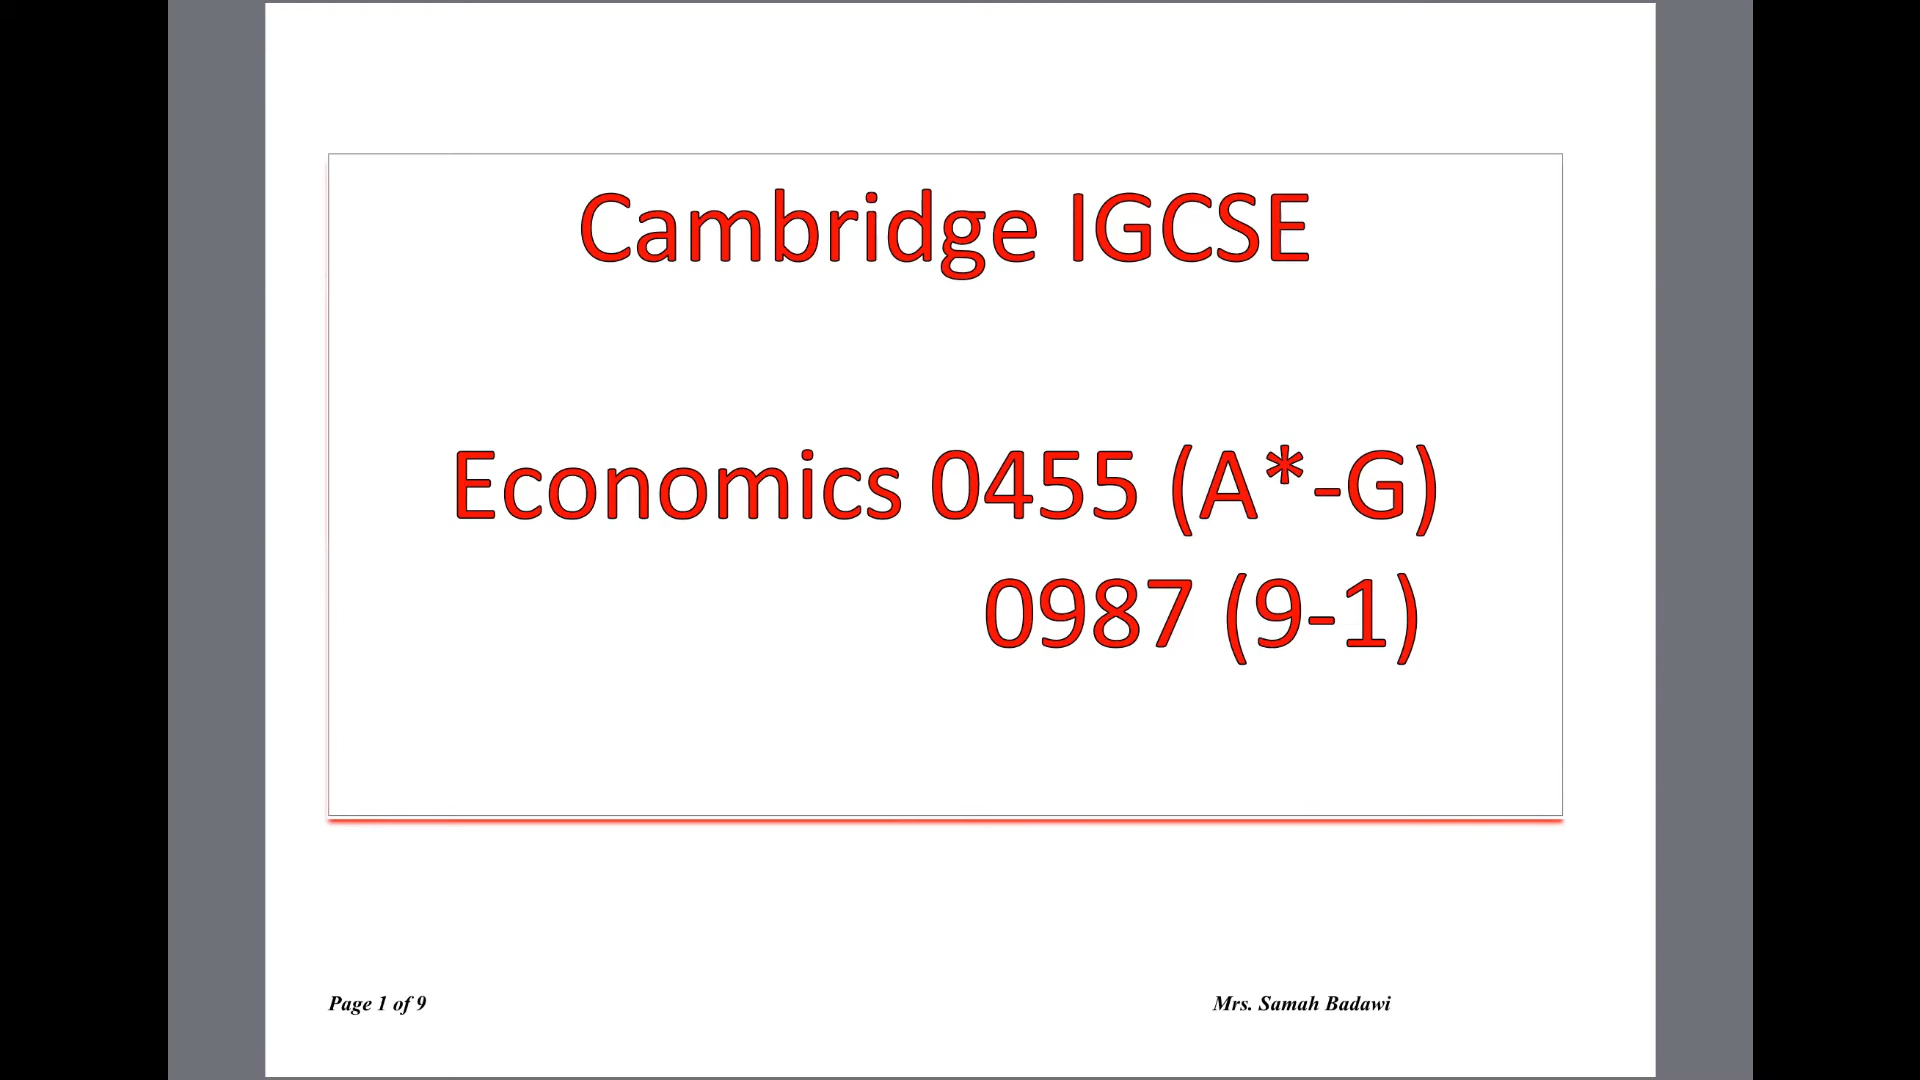 Cambridge IGCSE
Economics 0455 (A*-G)
0987 (9-1)
Page 1 of 9
Mrs. Samah Badawi